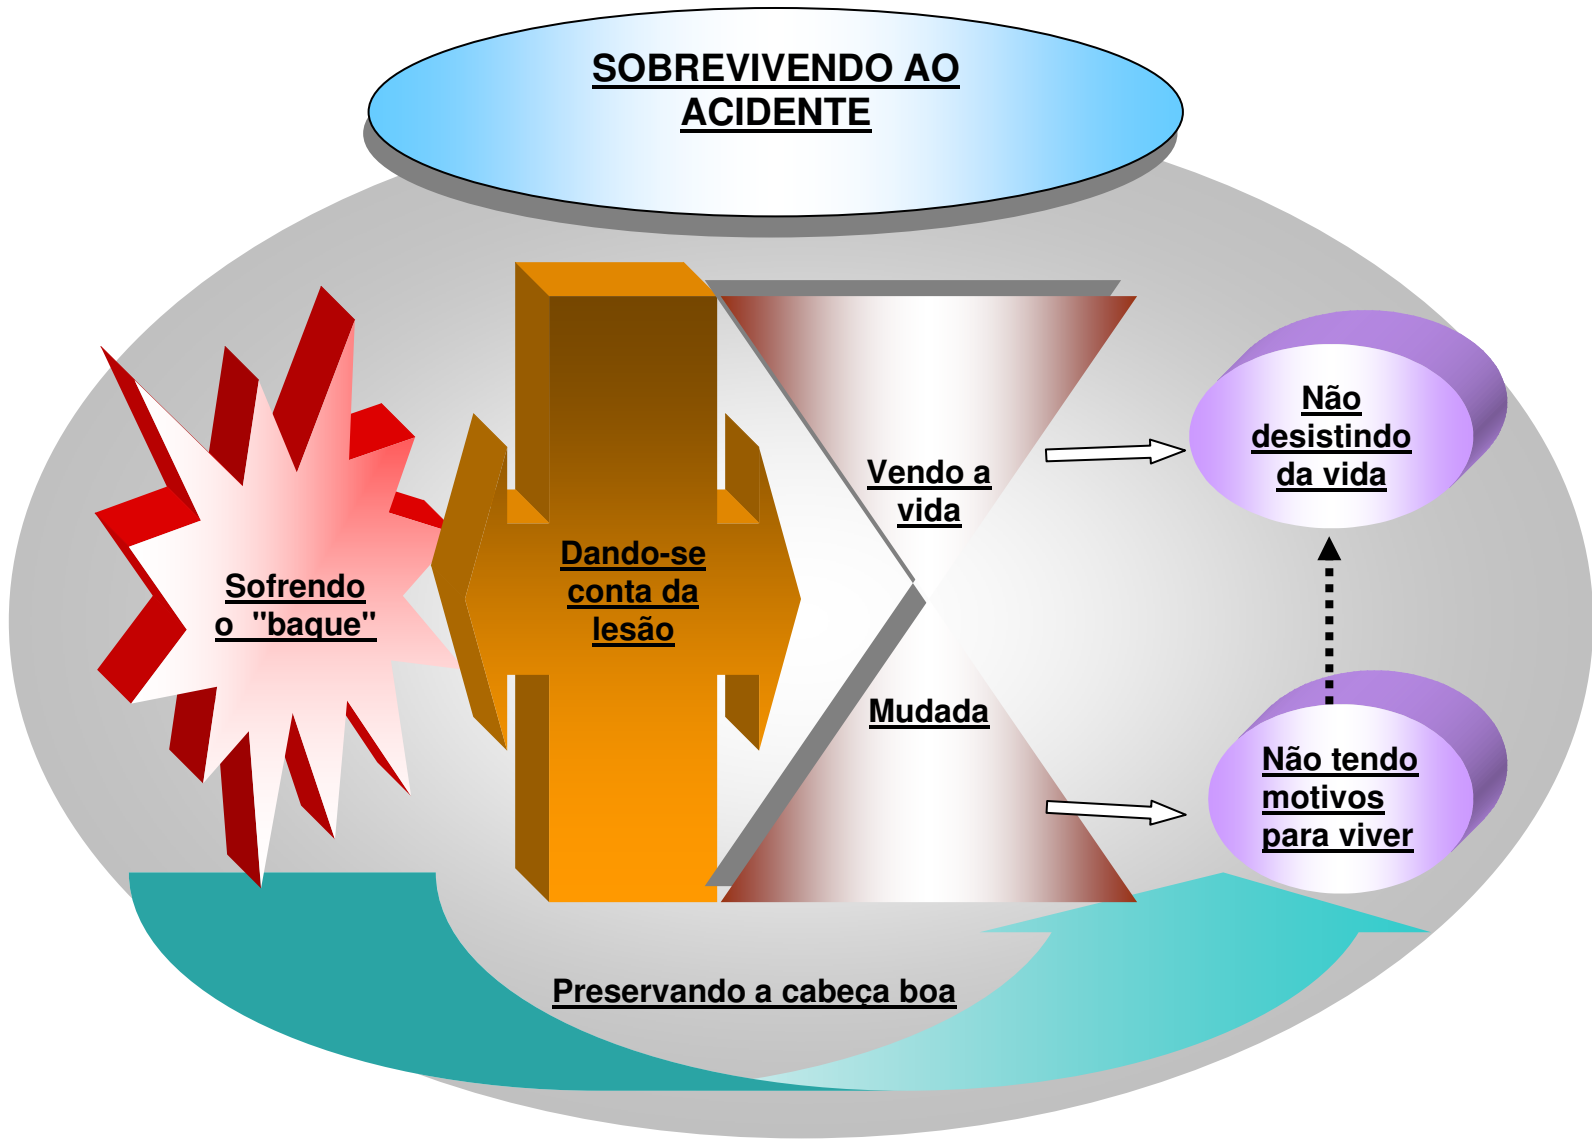 SOBREVIVENDO AO
ACIDENTE
Sofrendo
o "baque"
Dando-se
conta da
lesão
Vendo a
vida
Mudada
Não
desistindo
da vida
Não tendo
motivos
para viver
Preservando a cabeça boa